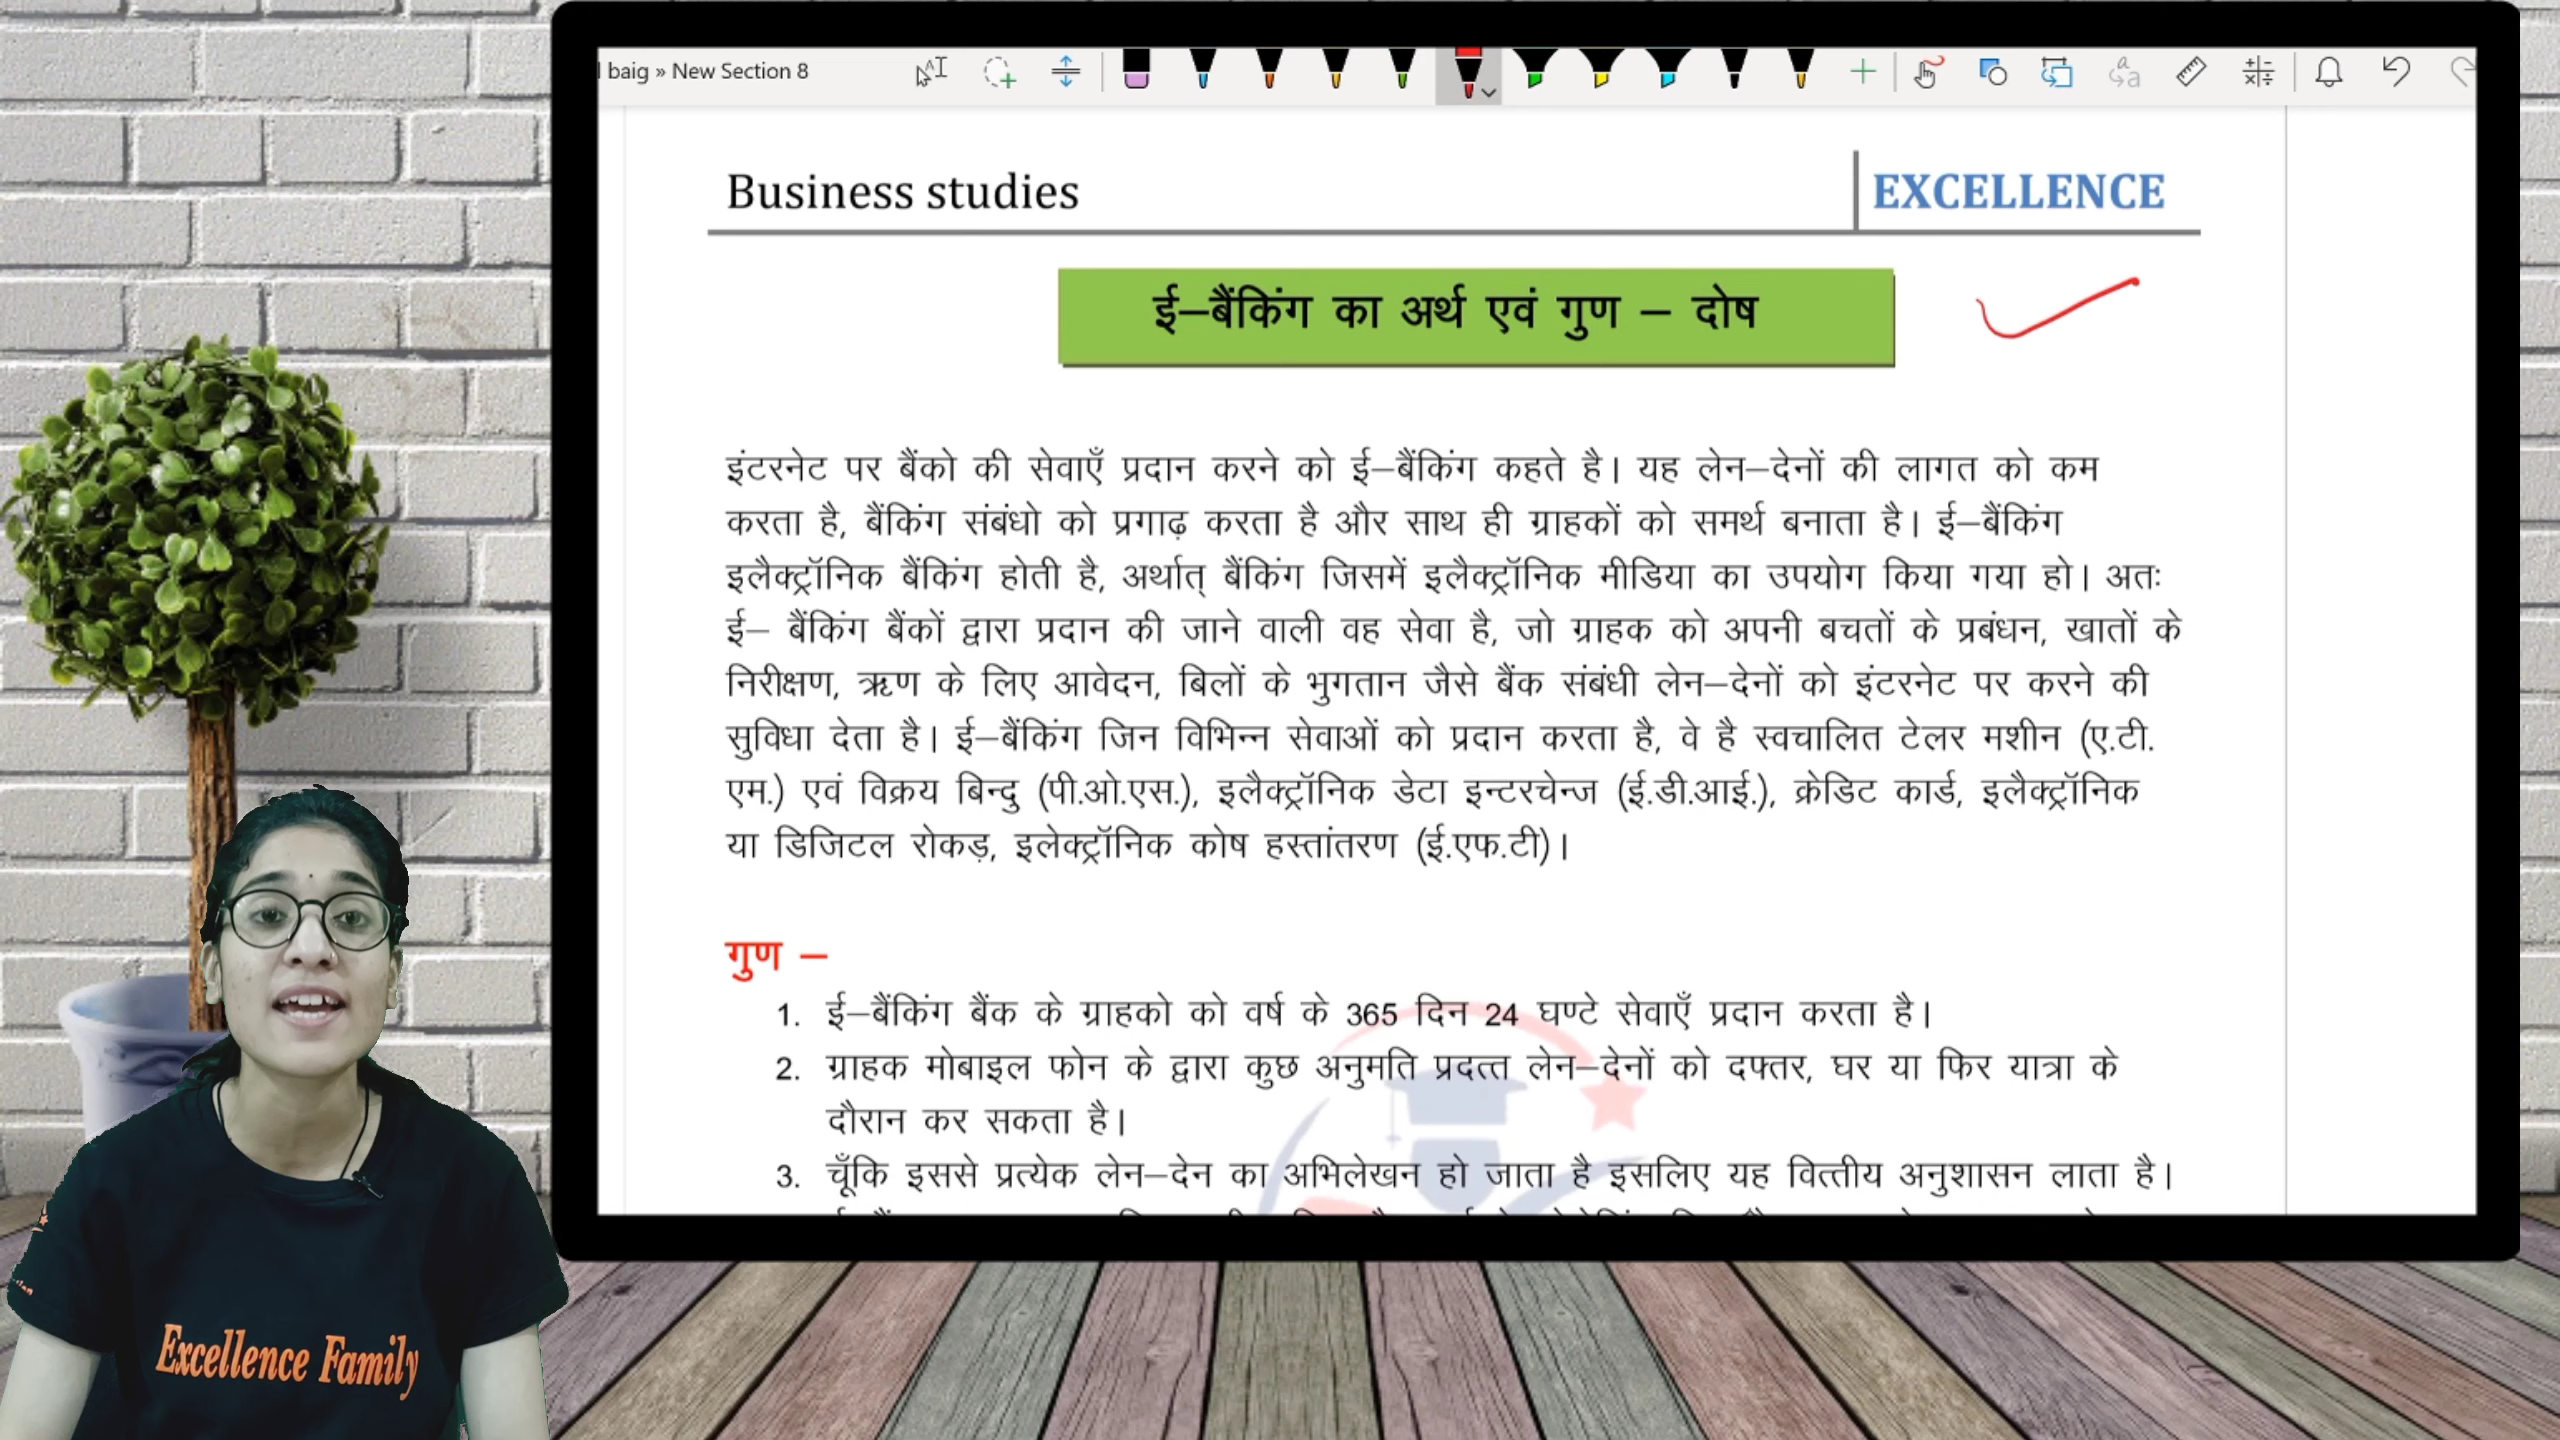 l baig » New Section 8
Business studies
EXCELLENCE
ई–बैंकिंग का अर्थ एवं गुण – दोष
इंटरनेट पर बैंको की सेवाएँ प्रदान करने को ई–बैंकिंग कहते है। यह लेन–देनों की लागत को कम
करता है, बैंकिंग संबंधो को प्रगाढ़ करता है और साथ ही ग्राहकों को समर्थ बनाता है। ई–बैंकिंग
इलैक्ट्रॉनिक बैंकिंग होती है, अर्थात् बैंकिंग जिसमें इलैक्ट्रॉनिक मीडिया का उपयोग किया गया हो। अतः
ई– बैंकिंग बैंकों द्वारा प्रदान की जाने वाली वह सेवा है, जो ग्राहक को अपनी बचतों के प्रबंधन, खातों के
निरीक्षण, ऋण के लिए आवेदन, बिलों के भुगतान जैसे बैंक संबंधी लेन–देनों को इंटरनेट पर करने की
सुविधा देता है। ई–बैंकिंग जिन विभिन्न सेवाओं को प्रदान करता है, वे है स्वचालित टेलर मशीन (ए.टी.
एम.) एवं विक्रय बिन्दु (पी.ओ.एस.), इलैक्ट्रॉनिक डेटा इन्टरचेन्ज (ई.डी.आई.), क्रेडिट कार्ड, इलैक्ट्रॉनिक
या डिजिटल रोकड़, इलेक्ट्रॉनिक कोष हस्तांतरण (ई.एफ.टी)।
गुण –
1. ई–बैंकिंग बैंक के ग्राहको को वर्ष के 365 दिन 24 घण्टे सेवाएँ प्रदान करता है।
2. ग्राहक मोबाइल फोन के द्वारा कुछ अनुमति प्रदत्त लेन–देनों को दफ्तर, घर या फिर यात्रा के
दौरान कर सकता है।
3. चूँकि इससे प्रत्येक लेन–देन का अभिलेखन हो जाता है इसलिए यह वित्तीय अनुशासन लाता है।
Excellence Family